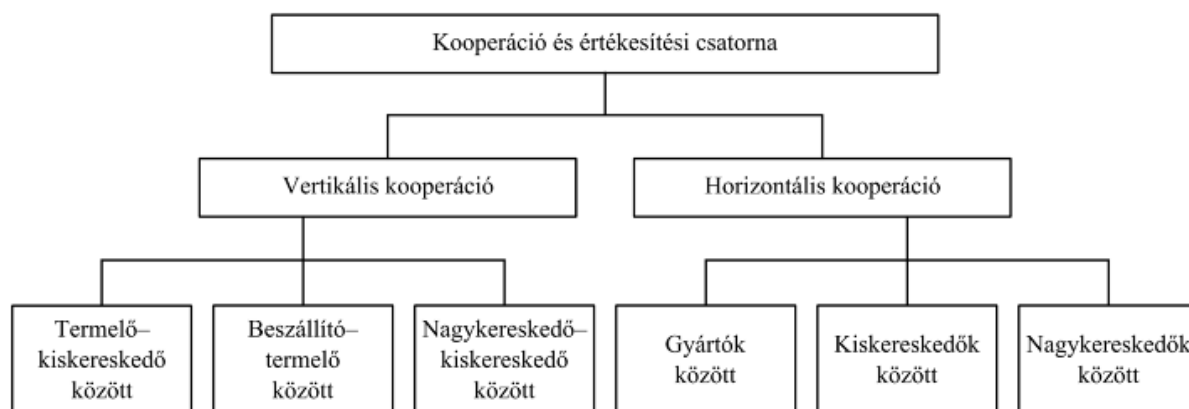 Kooperáció és értékesítési csatorna
Vertikális kooperáció
Horizontális kooperáció
Termelő–
kiskereskedő
között
Beszállító–
termelő
között
Nagykereskedő–
kiskereskedő
között
Gyártók
között
Kiskereskedők
között
Nagykereskedők
között